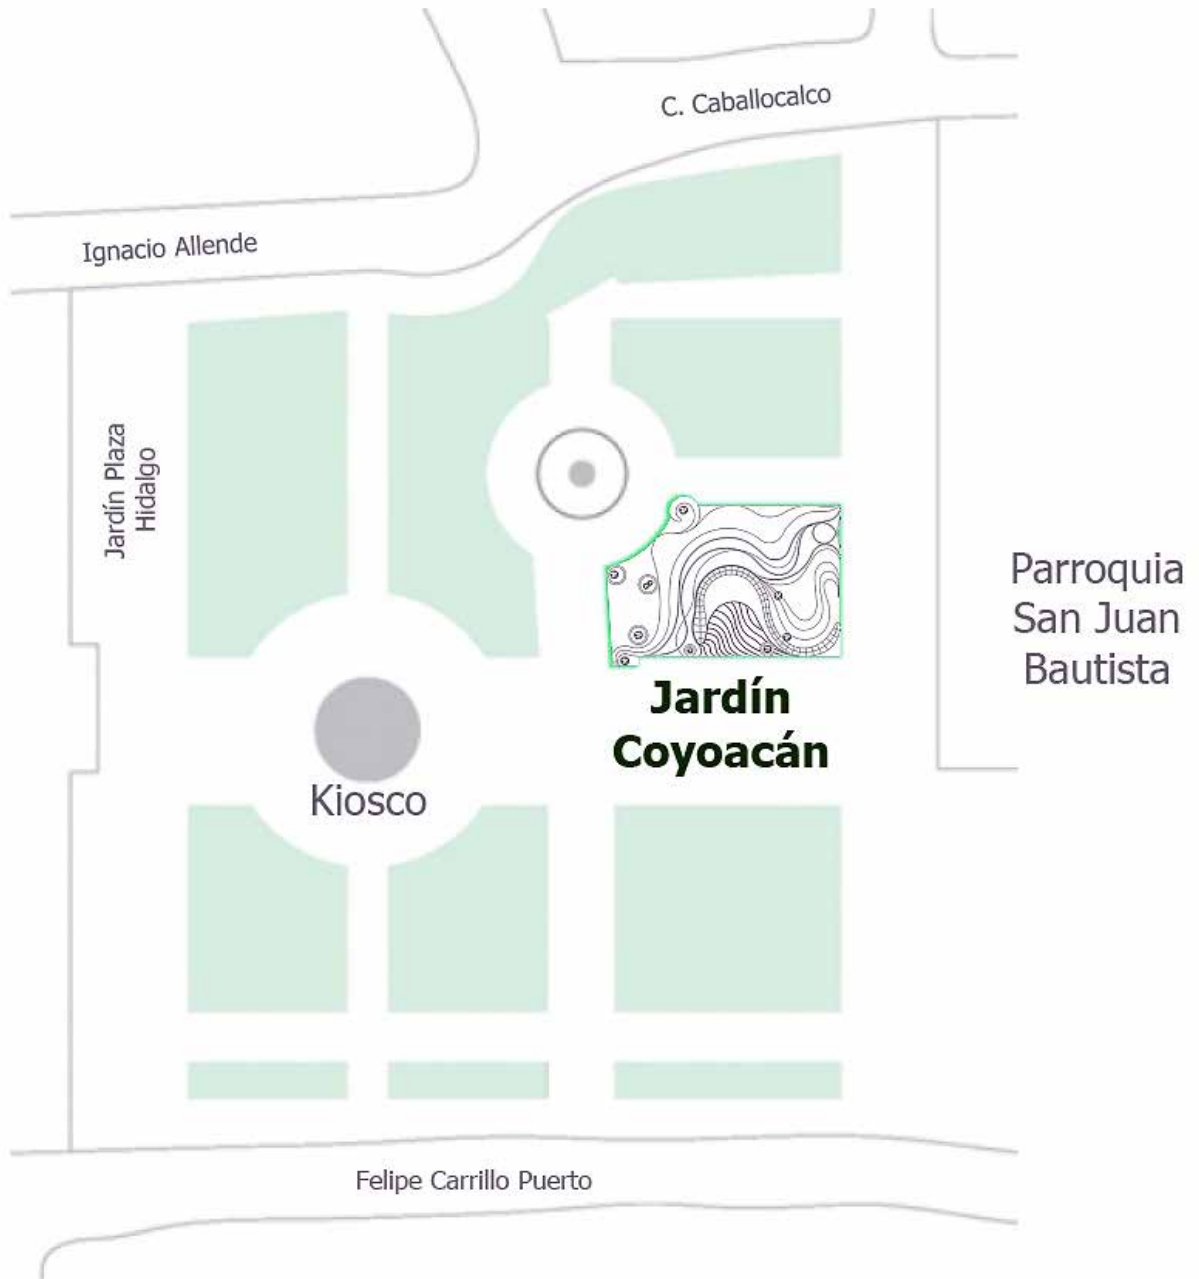 C. Caballocalco
Ignacio Allende
Jardín Plaza
Hidalgo
Parroquia
San Juan
Bautista
Jardín
Coyoacán
Kiosco
Felipe Carrillo Puerto